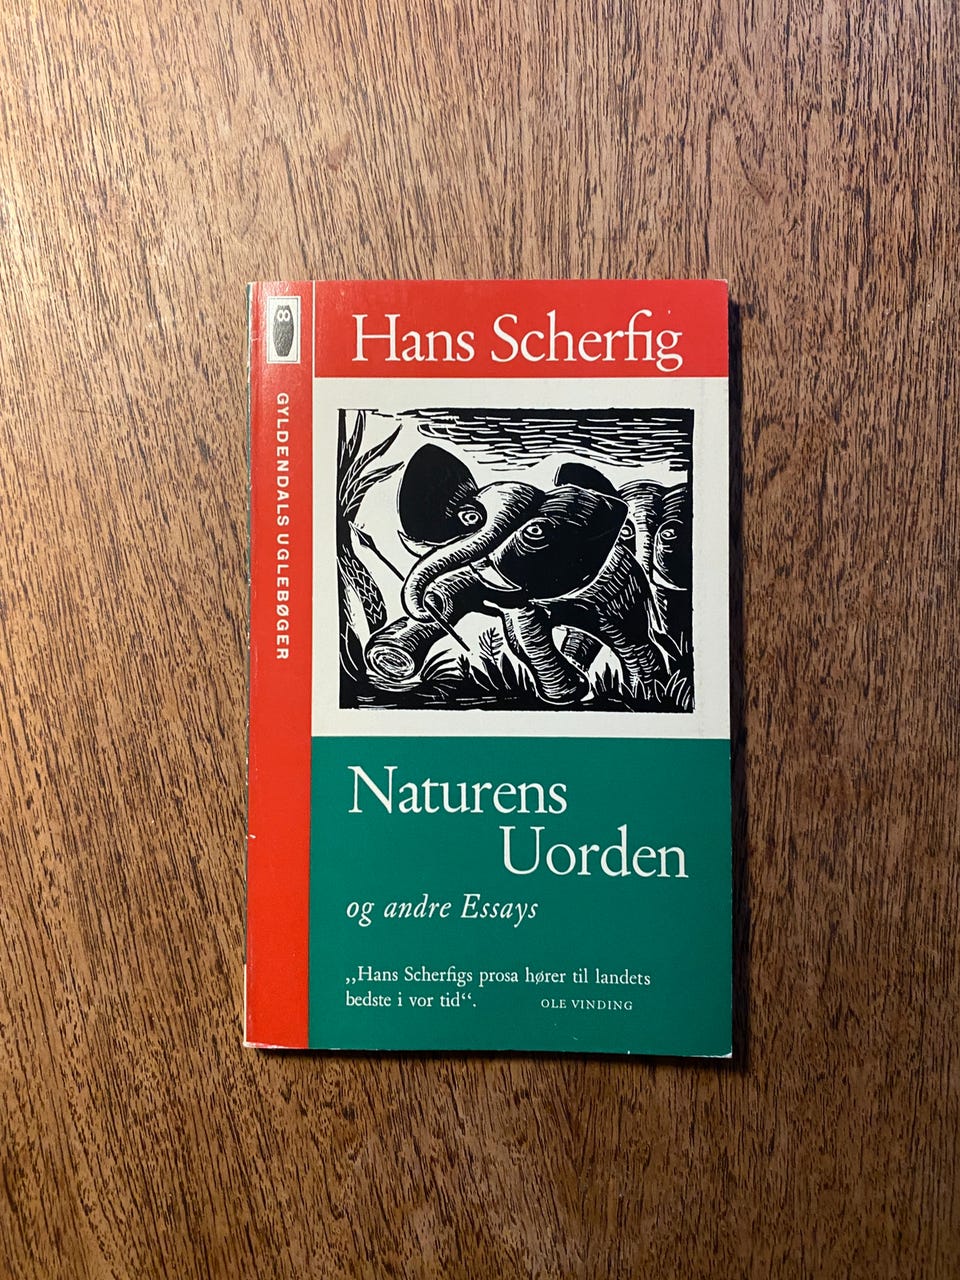 8
GYLDENDALS UGLEBØGER
Hans Scherfig
Naturens
Uorden
og andre Essays
„Hans Scherfigs prosa hører til landets
bedste i vor tid“. OLE VINDING